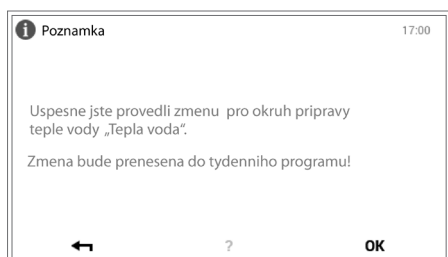 Poznamka 17:00
Uspesne jste provedli zmenu pro okruh pripravy
teple vody „Tepla voda“.
Zmena bude prenesena do tydenniho programu!
? OK